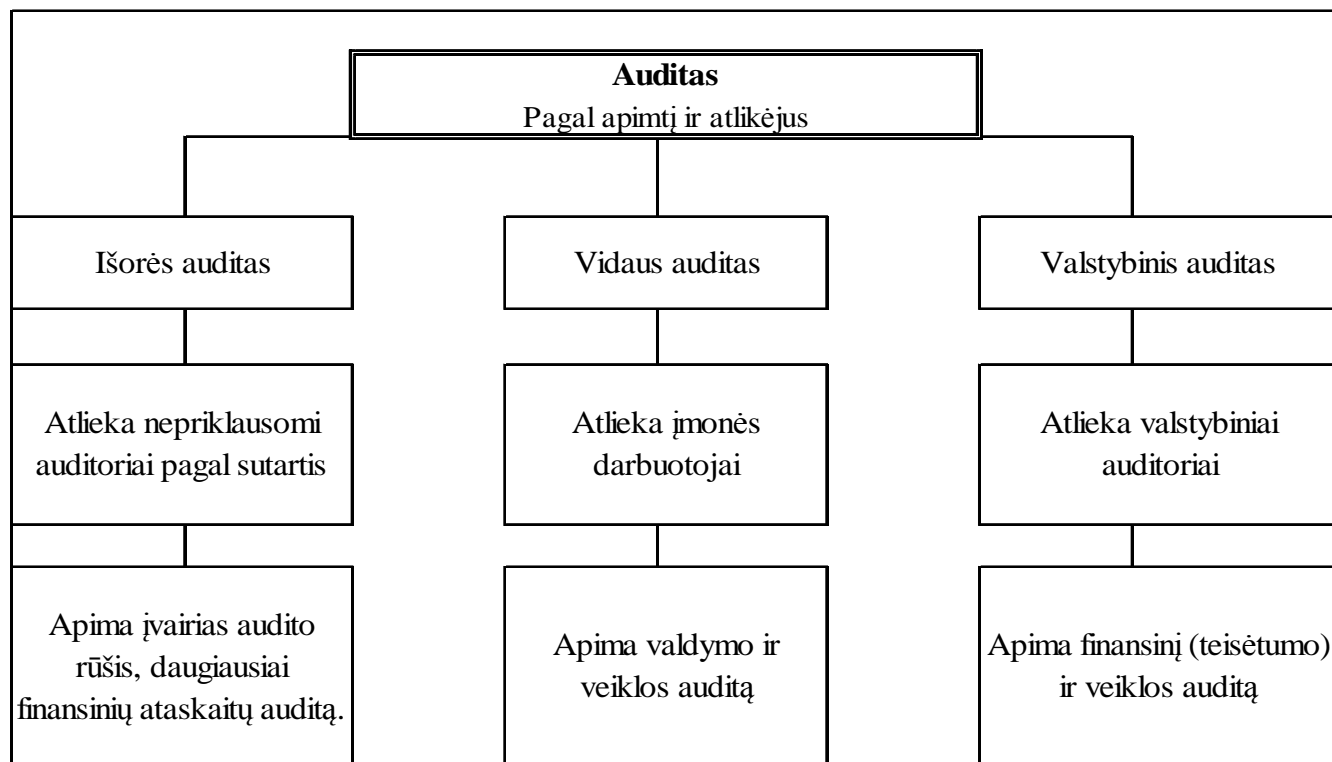 Auditas
Pagal apimtį ir atlikėjus
Išorės auditas
Vidaus auditas
Valstybinis auditas
Atlieka nepriklausomi
auditoriai pagal sutartis
Atlieka įmonės
darbuotojai
Atlieka valstybiniai
auditoriai
Apima įvairias audito
rūšis, daugiausiai
finansinių ataskaitų auditą.
Apima valdymo ir
veiklos auditą
Apima finansinį (teisėtumo)
ir veiklos auditą